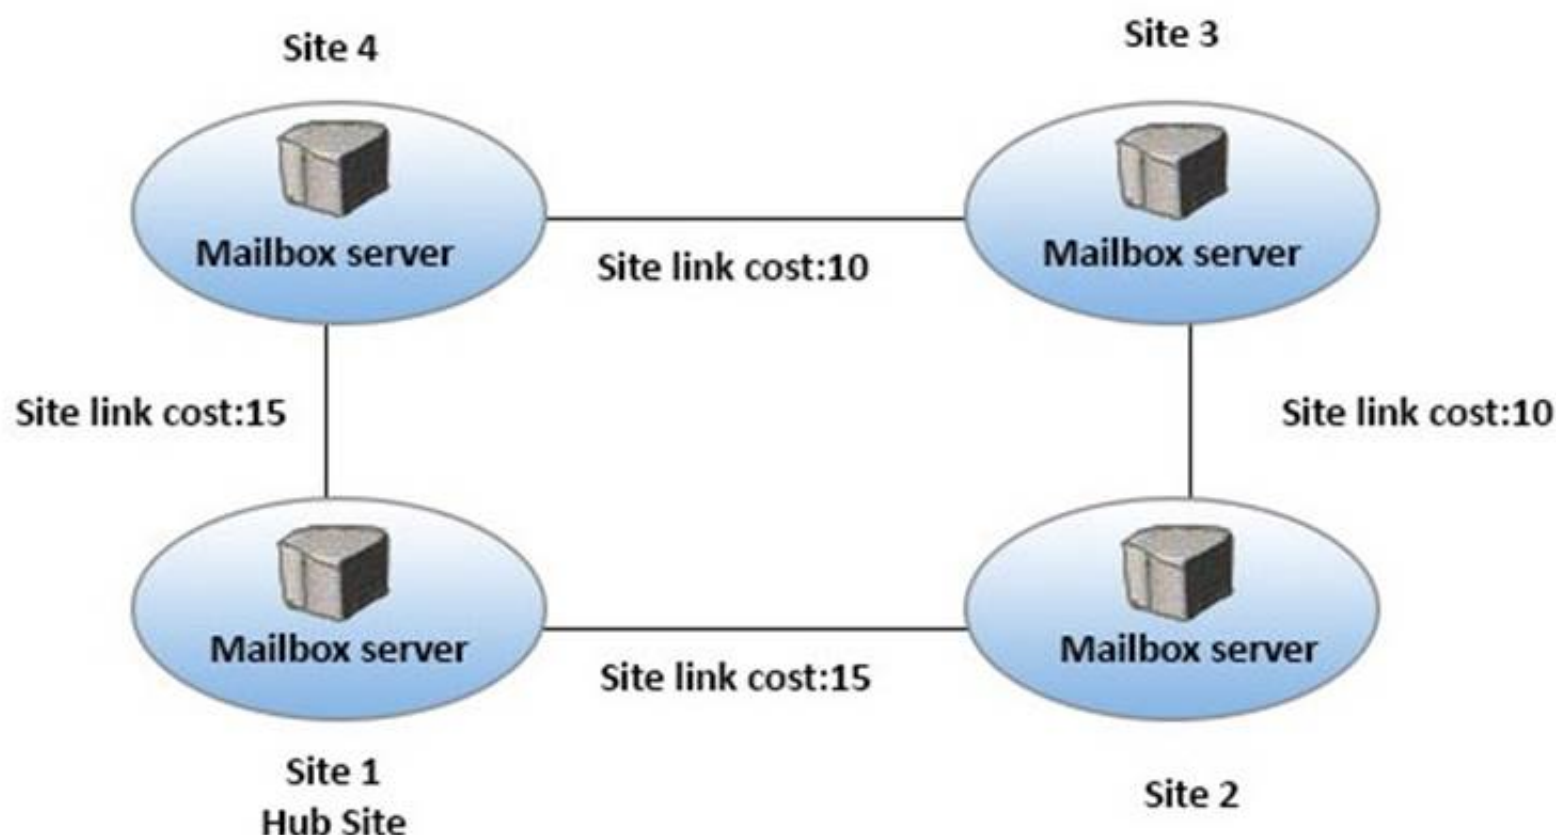 Site 4
Site 3
Mailbox server
Mailbox server
Site link cost:10
Site link cost:15
Site link cost:10
Mailbox server
Mailbox server
Site link cost:15
Site 1
Hub Site
Site 2